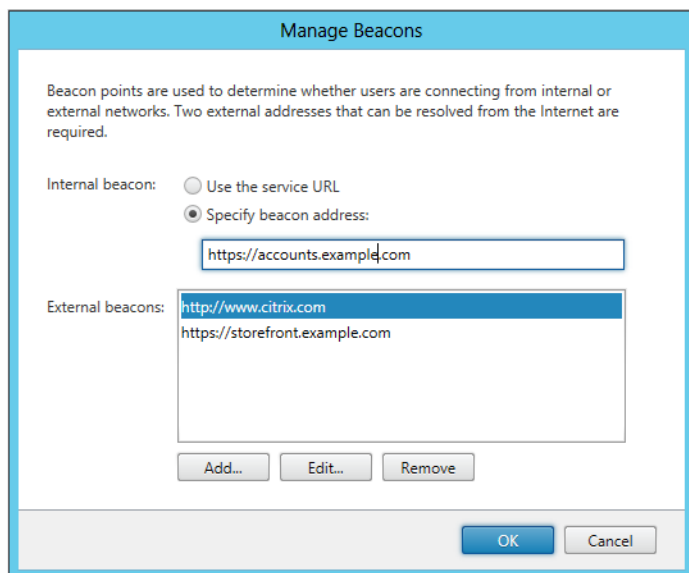 Manage Beacons
Beacon points are used to determine whether users are connecting from internal or
external networks. Two external addresses that can be resolved from the Internet are
required.
Internal beacon:
Use the service URL
Specify beacon address:
https://accounts.example.com
External beacons:
http://www.citrix.com
https://storefront.example.com
Add...
Edit...
Remove
OK
Cancel